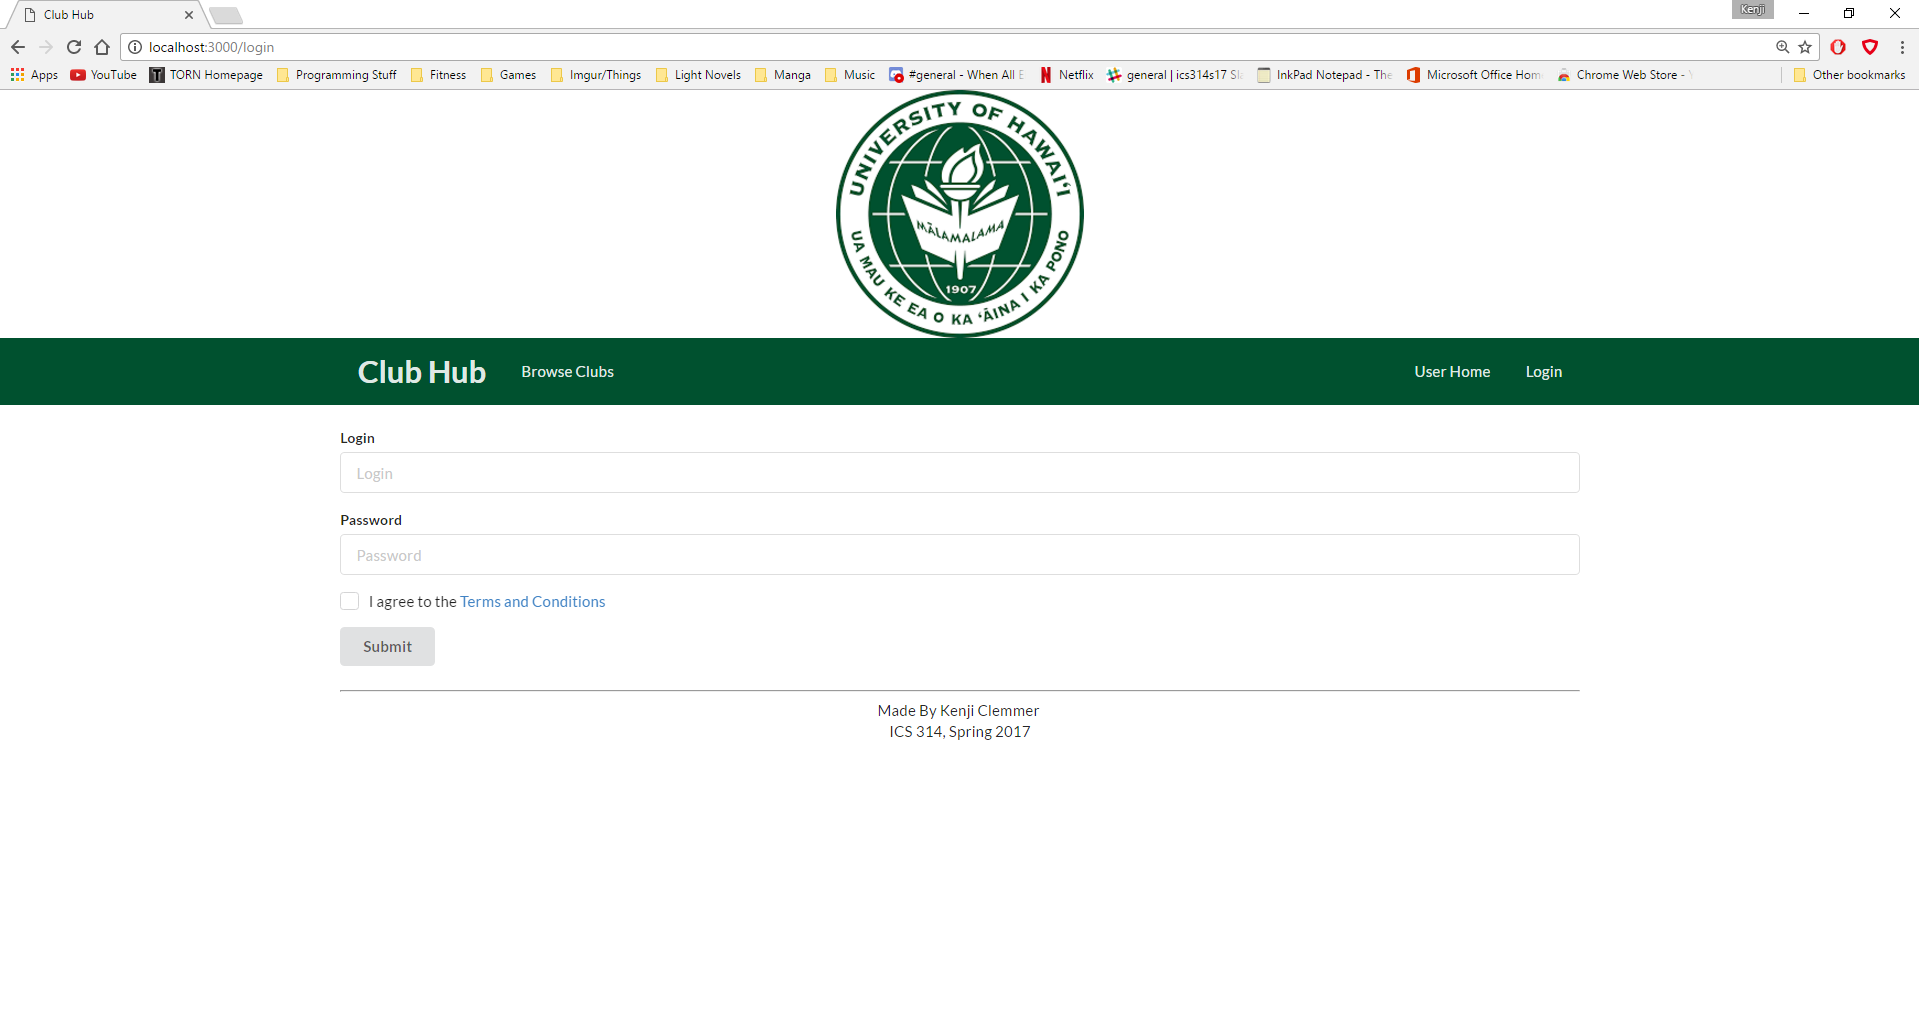 Club Hub
Kenji
localhost:3000/login
Apps YouTube TORN Homepage Programming Stuff Fitness Games Imgur/Things Light Novels Manga Music #general - When All E Netflix general | ics314s17 Sla InkPad Notepad - The Microsoft Office Hom Chrome Web Store - Other bookmarks
UNIVERSITY OF HAWAIʻI
MĀLAMALAMA
1907
UA MAU KE EA O KA ʻĀINA I KA PONO
Club Hub Browse Clubs User Home Login
Login
Login
Password
Password
I agree to the Terms and Conditions
Submit
Made By Kenji Clemmer
ICS 314, Spring 2017